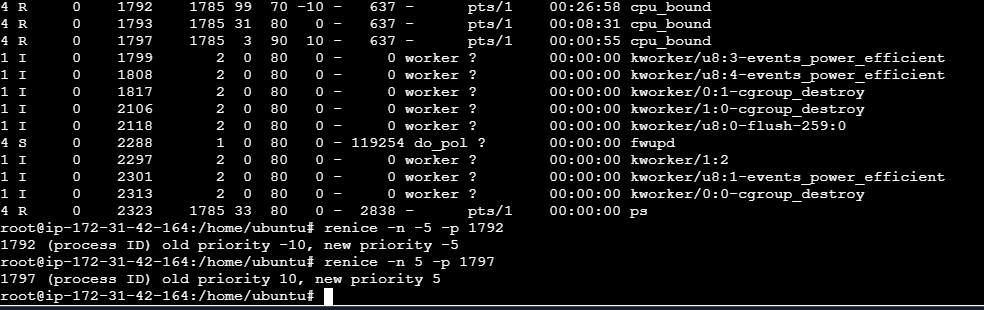 4 R 0 1792 1785 99 70 -10 - 637 - pts/1 00:26:58 cpu_bound
4 R 0 1793 1785 31 80 0 - 637 - pts/1 00:08:31 cpu_bound
4 R 0 1797 1785 3 90 10 - 637 - pts/1 00:00:55 cpu_bound
1 I 0 1799 2 0 80 0 - 0 worker ? 00:00:00 kworker/u8:3-events_power_efficient
1 I 0 1808 2 0 80 0 - 0 worker ? 00:00:00 kworker/u8:4-events_power_efficient
1 I 0 1817 2 0 80 0 - 0 worker ? 00:00:00 kworker/0:1-cgroup_destroy
1 I 0 2106 2 0 80 0 - 0 worker ? 00:00:00 kworker/1:0-cgroup_destroy
1 I 0 2118 2 0 80 0 - 0 worker ? 00:00:00 kworker/u8:0-flush-259:0
4 S 0 2288 1 0 80 0 - 119254 do_pol ? 00:00:00 fwupd
1 I 0 2297 2 0 80 0 - 0 worker ? 00:00:00 kworker/1:2
1 I 0 2301 2 0 80 0 - 0 worker ? 00:00:00 kworker/u8:1-events_power_efficient
1 I 0 2313 2 0 80 0 - 0 worker ? 00:00:00 kworker/0:0-cgroup_destroy
4 R 0 2323 1785 33 80 0 - 2838 - pts/1 00:00:00 ps
root@ip-172-31-42-164:/home/ubuntu# renice -n -5 -p 1792
1792 (process ID) old priority -10, new priority -5
root@ip-172-31-42-164:/home/ubuntu# renice -n 5 -p 1797
1797 (process ID) old priority 10, new priority 5
root@ip-172-31-42-164:/home/ubuntu#